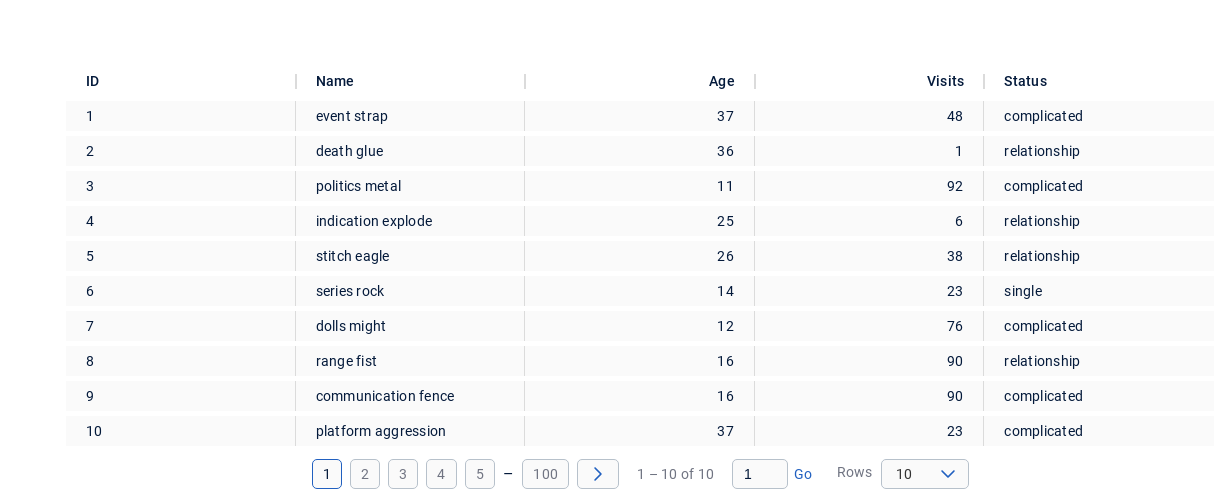 ID Name Age Visits Status
1 event strap 37 48 complicated
2 death glue 36 1 relationship
3 politics metal 11 92 complicated
4 indication explode 25 6 relationship
5 stitch eagle 26 38 relationship
6 series rock 14 23 single
7 dolls might 12 76 complicated
8 range fist 16 90 relationship
9 communication fence 16 90 complicated
10 platform aggression 37 23 complicated
1 2 3 4 5 – 100 1 – 10 of 10 1 Go Rows 10